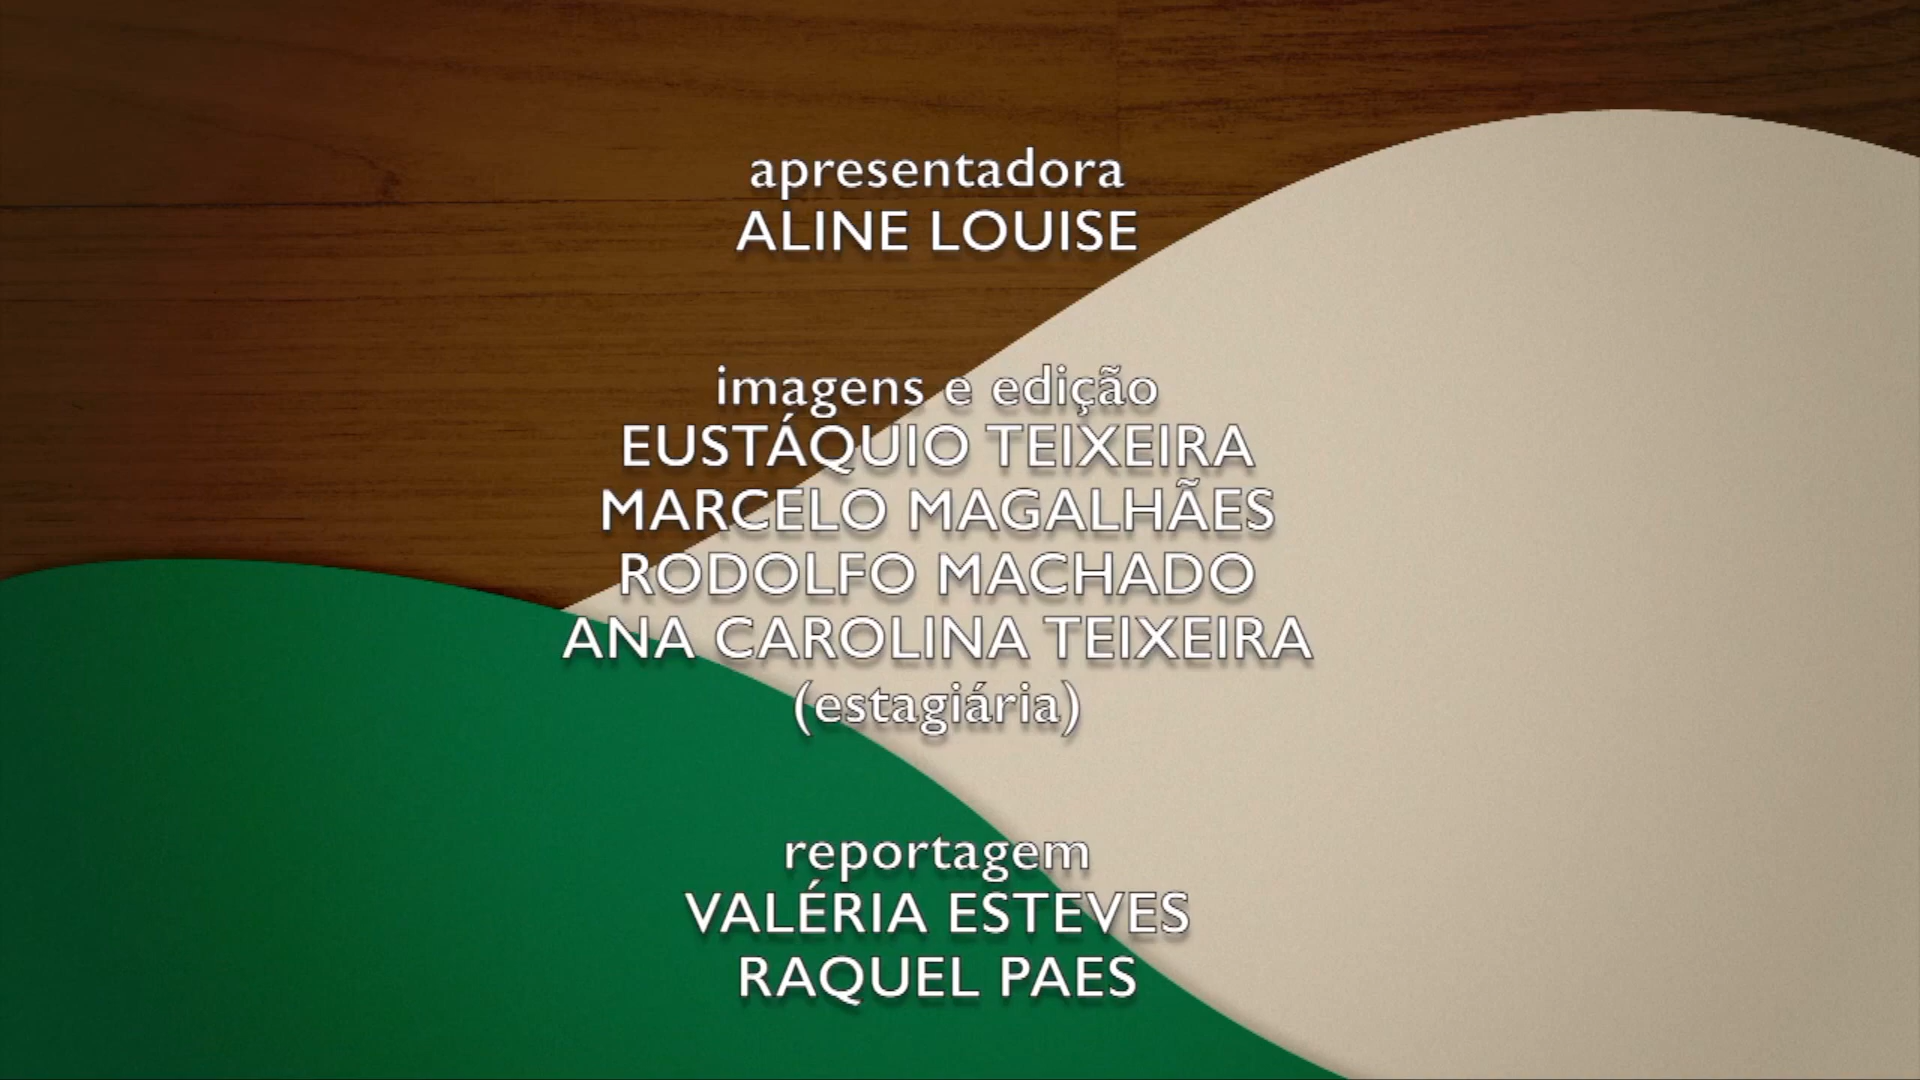 apresentadora
ALINE LOUISE
imagens e edição
EUSTÁQUIO TEIXEIRA
MARCELO MAGALHÃES
RODOLFO MACHADO
ANA CAROLINA TEIXEIRA
(estagiária)
reportagem
VALÉRIA ESTEVES
RAQUEL PAES